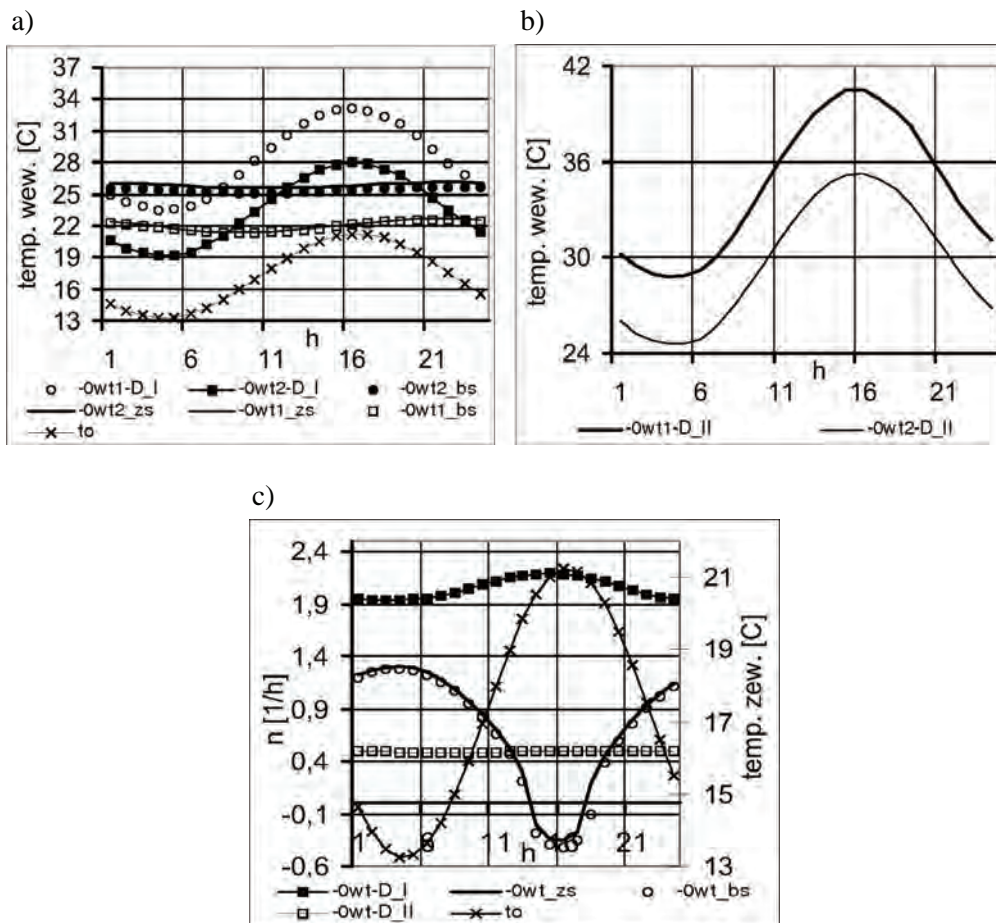 a)
37
34
31
28
25
22
19
16
13
temp. wew. [C]
1
6
11
16
21
h
-0wt1-D_I
-0wt2-D_I
-0wt2_bs
-0wt2_zs
-0wt1_zs
-0wt1_bs
to
b)
42
36
30
24
temp. wew. [C]
1
6
11
16
21
h
-0wt1-D_II
-0wt2-D_II
c)
2,4
1,9
1,4
0,9
0,4
-0,1
-0,6
n [1/h]
21
19
17
15
13
temp. zew. [C]
1
6
11
16
21
h
-0wt-D_I
-0wt_zs
-0wt_bs
-0wt-D_II
to